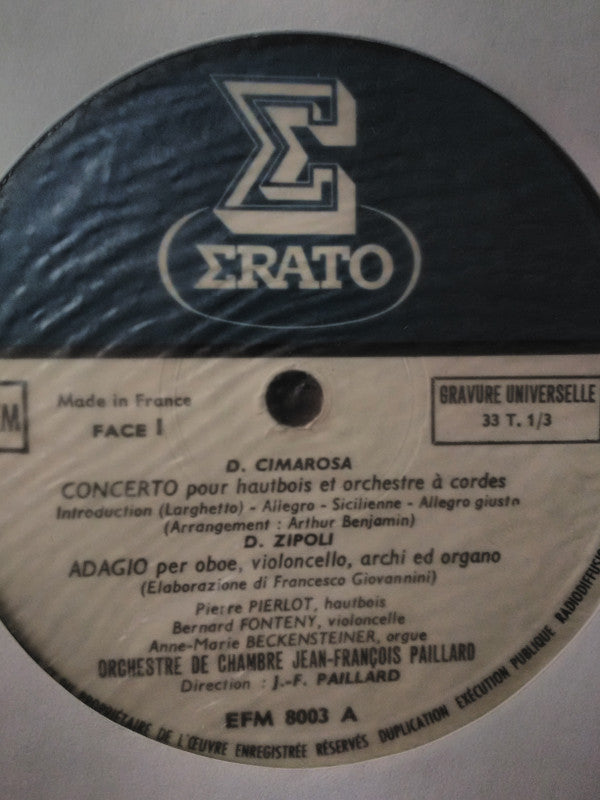 Σ
ΣRATO
Made in France
FACE I
GRAVURE UNIVERSELLE
33 T. 1/3
D. CIMAROSA
CONCERTO pour hautbois et orchestre à cordes
Introduction (Larghetto) - Allegro - Sicilienne - Allegro giusto
(Arrangement : Arthur Benjamin)
D. ZIPOLI
ADAGIO per oboe, violoncello, archi ed organo
(Elaborazione di Francesco Giovannini)
Pierre PIERLOT, hautbois
Bernard FONTENY, violoncelle
Anne-Marie BECKENSTEINER, orgue
ORCHESTRE DE CHAMBRE JEAN-FRANÇOIS PAILLARD
Direction : J.-F. PAILLARD
EFM 8003 A
PROPRIÉTAIRE DE L'ŒUVRE ENREGISTRÉE RÉSERVÉS DUPLICATION EXÉCUTION PUBLIQUE RADIODIFFUSIO